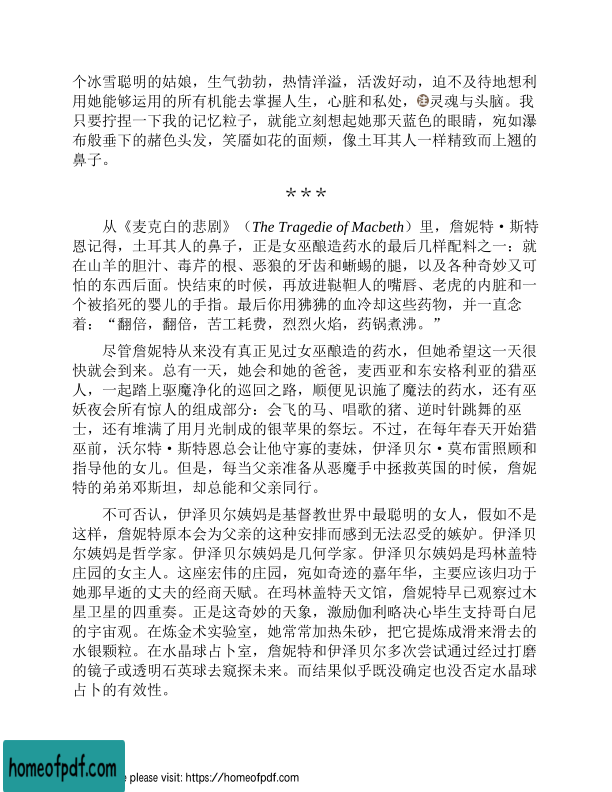 个冰雪聪明的姑娘，生气勃勃，热情洋溢，活泼好动，迫不及待地想利
用她能够运用的所有机能去掌握人生，心脏和私处，注灵魂与头脑。我
只要拧捏一下我的记忆粒子，就能立刻想起她那天蓝色的眼睛，宛如瀑
布般垂下的赭色头发，笑靥如花的面颊，像土耳其人一样精致而上翘的
鼻子。
***
从《麦克白的悲剧》（The Tragedie of Macbeth）里，詹妮特·斯特
恩记得，土耳其人的鼻子，正是女巫酿造药水的最后几样配料之一：就
在山羊的胆汁、毒芹的根、恶狼的牙齿和蜥蜴的腿，以及各种奇妙又可
怕的东西后面。快结束的时候，再放进鞑靼人的嘴唇、老虎的内脏和一
个被掐死的婴儿的手指。最后你用狒狒的血冷却这些药物，并一直念
着：“翻倍，翻倍，苦工耗费，烈烈火焰，药锅煮沸。”
尽管詹妮特从来没有真正见过女巫酿造的药水，但她希望这一天很
快就会到来。总有一天，她会和她的爸爸，麦西亚和东安格利亚的猎巫
人，一起踏上驱魔净化的巡回之路，顺便见识施了魔法的药水，还有巫
妖夜会所有惊人的组成部分：会飞的马、唱歌的猪、逆时针跳舞的巫
士，还有堆满了用月光制成的银苹果的祭坛。不过，在每年春天开始猎
巫前，沃尔特·斯特恩总会让他守寡的妻妹，伊泽贝尔·莫布雷照顾和
指导他的女儿。但是，每当父亲准备从恶魔手中拯救英国的时候，詹妮
特的弟弟邓斯坦，却总能和父亲同行。
不可否认，伊泽贝尔姨妈是基督教世界中最聪明的女人，假如不是
这样，詹妮特原本会为父亲的这种安排而感到无法忍受的嫉妒。伊泽贝
尔姨妈是哲学家。伊泽贝尔姨妈是几何学家。伊泽贝尔姨妈是玛林盖特
庄园的女主人。这座宏伟的庄园，宛如奇迹的嘉年华，主要应该归功于
她那早逝的丈夫的经商天赋。在玛林盖特天文馆，詹妮特早已观察过木
星卫星的四重奏。正是这奇妙的天象，激励伽利略决心毕生支持哥白尼
的宇宙观。在炼金术实验室，她常常加热朱砂，把它提炼成滑来滑去的
水银颗粒。在水晶球占卜室，詹妮特和伊泽贝尔多次尝试通过经过打磨
的镜子或透明石英球去窥探未来。而结果似乎既没确定也没否定水晶球
占卜的有效性。
homeofpdf.com
e please visit: https://homeofpdf.com